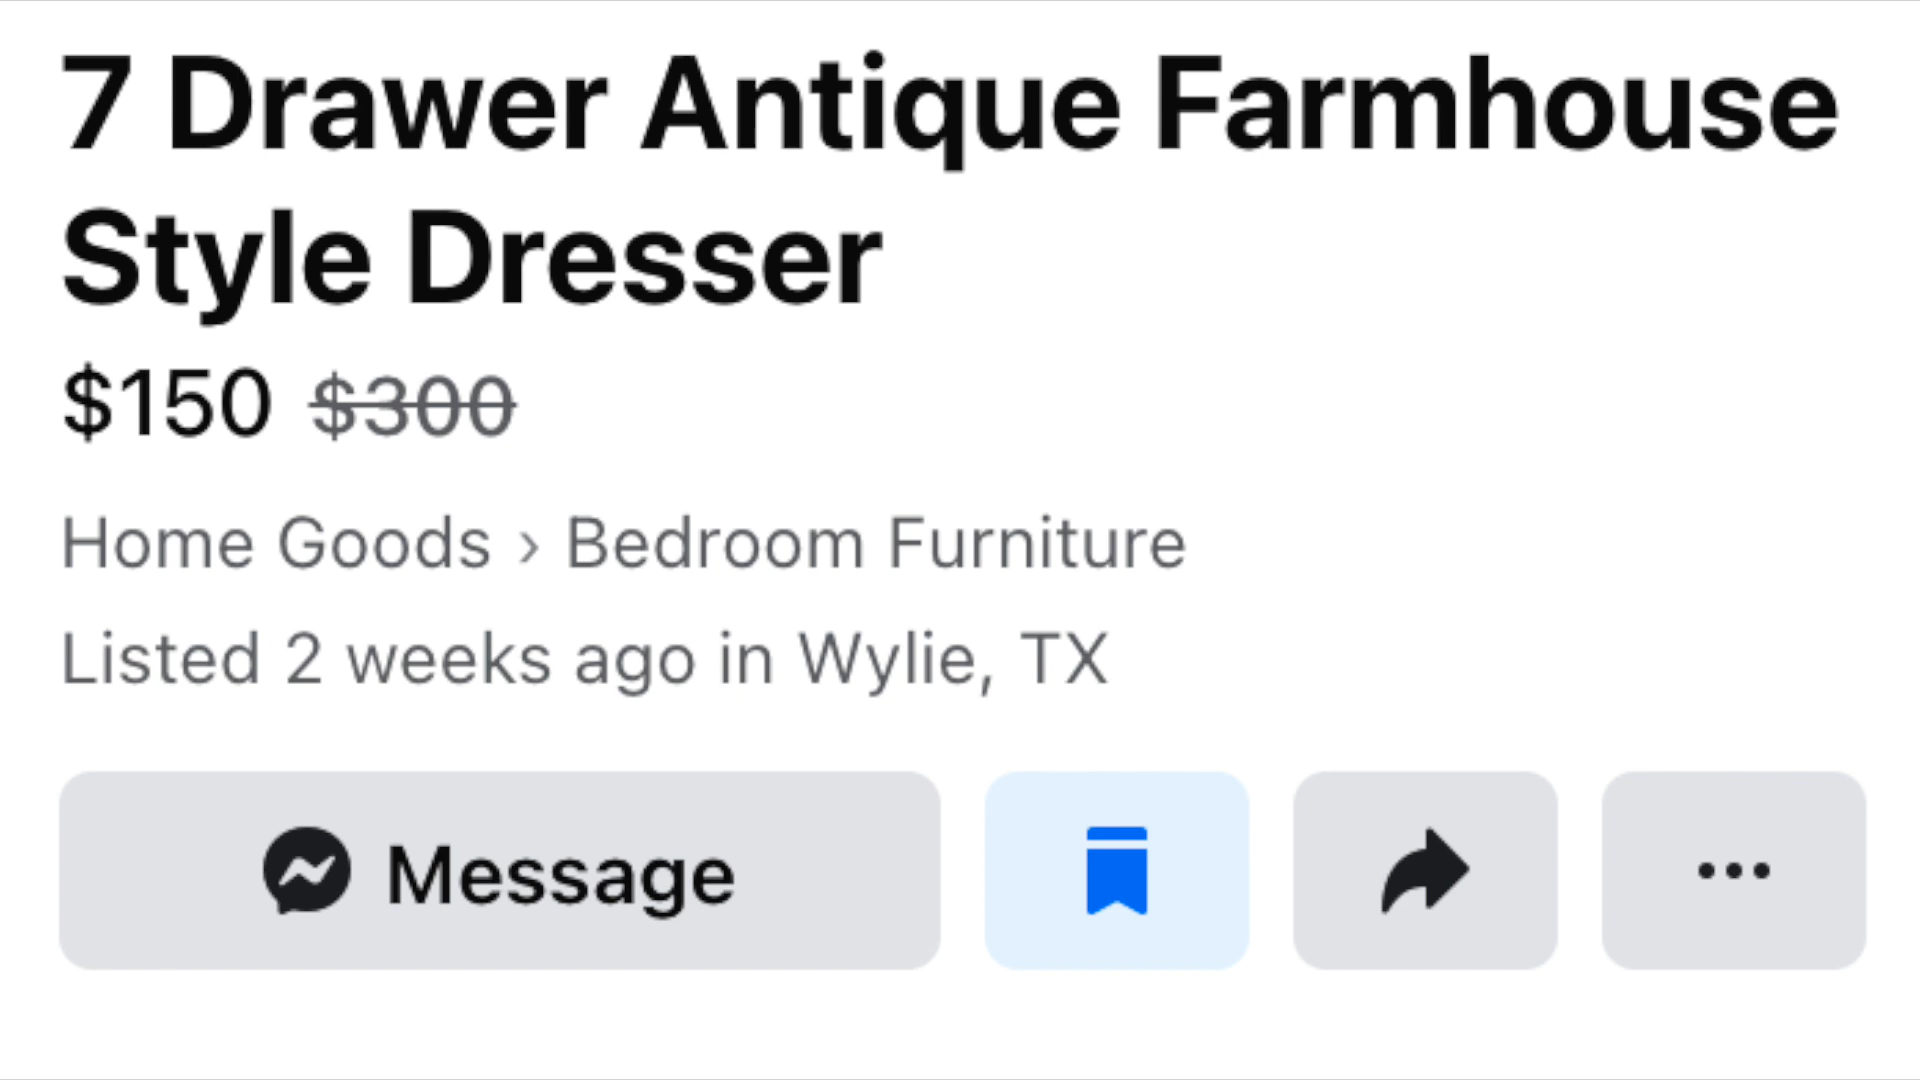 7 Drawer Antique Farmhouse
Style Dresser
$150 $300
Home Goods › Bedroom Furniture
Listed 2 weeks ago in Wylie, TX
Message